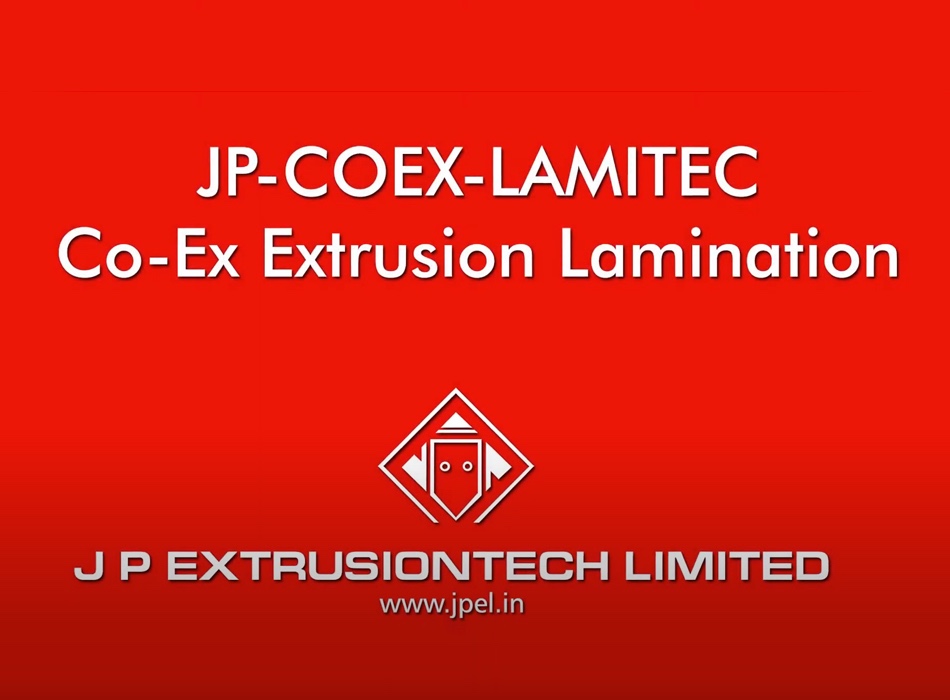 JP-COEX-LAMITEC
Co-Ex Extrusion Lamination
J P EXTRUSIONTECH LIMITED
www.jpel.in